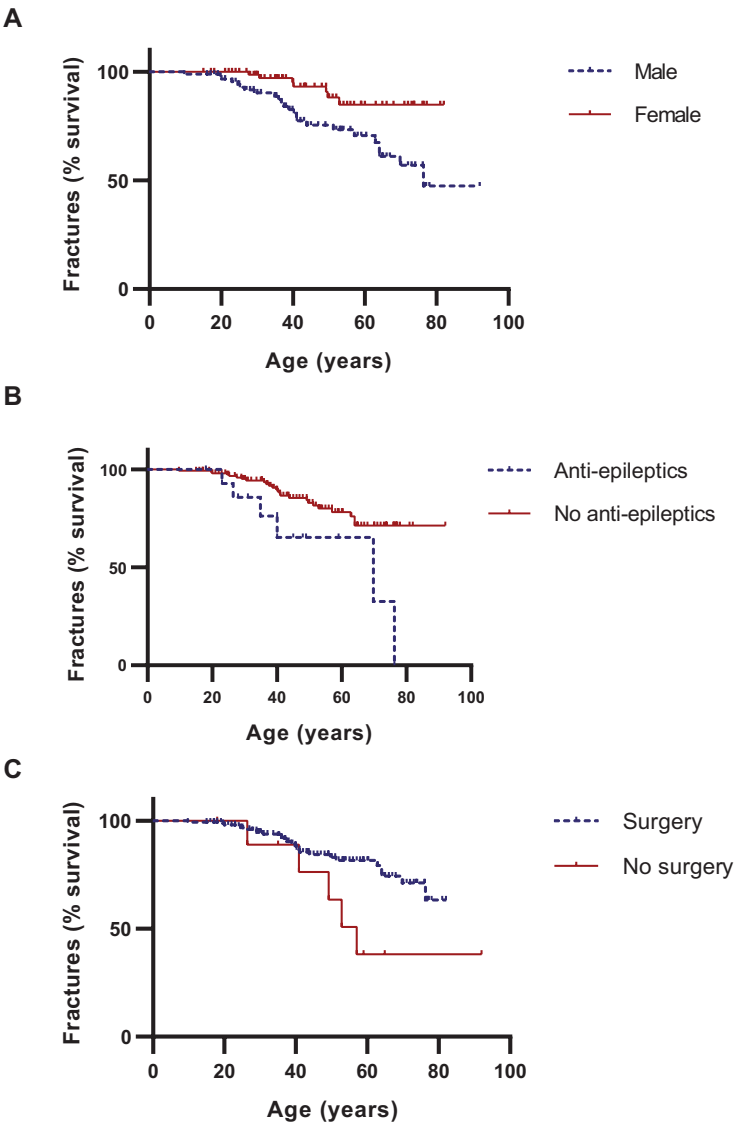 A
Fractures (% survival)
100
50
0
0 20 40 60 80 100
Age (years)
Male
Female
B
Fractures (% survival)
100
50
0
0 20 40 60 80 100
Age (years)
Anti-epileptics
No anti-epileptics
C
Fractures (% survival)
100
50
0
0 20 40 60 80 100
Age (years)
Surgery
No surgery